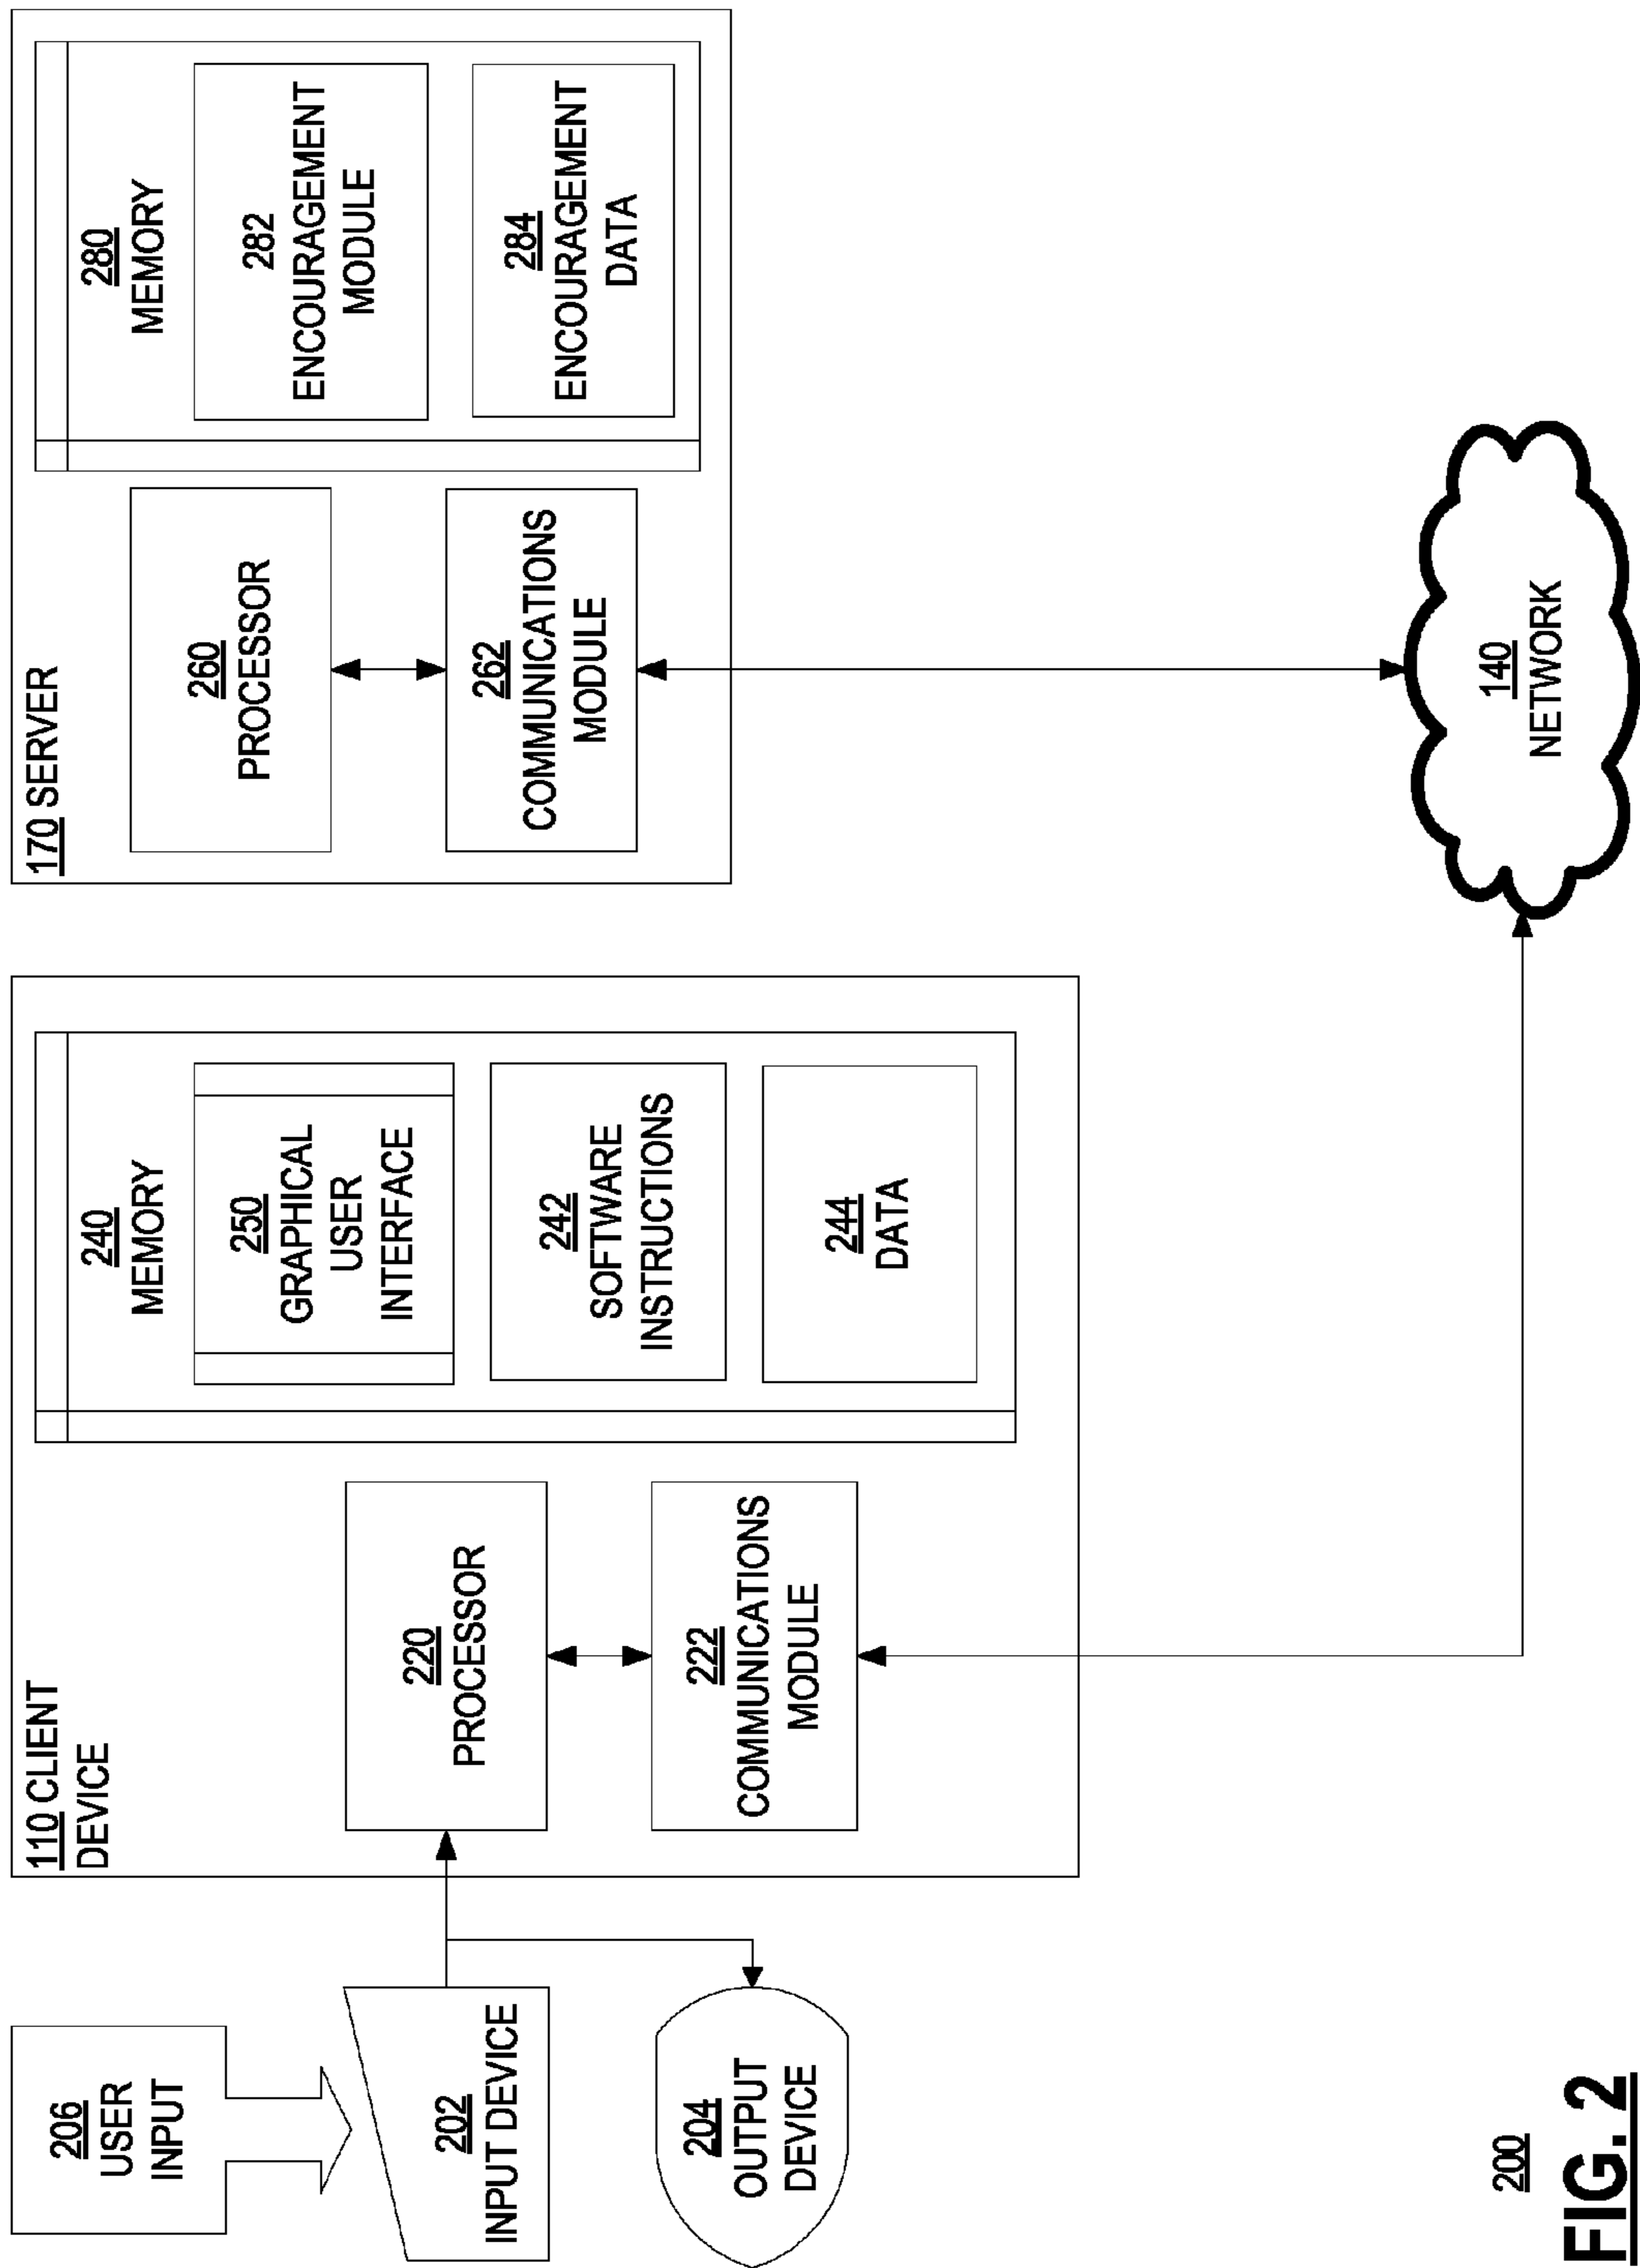 206
USER
INPUT
202
INPUT DEVICE
204
OUTPUT
DEVICE
110 CLIENT
DEVICE
220
PROCESSOR
222
COMMUNICATIONS
MODULE
240
MEMORY
250
GRAPHICAL
USER
INTERFACE
242
SOFTWARE
INSTRUCTIONS
244
DATA
170 SERVER
260
PROCESSOR
262
COMMUNICATIONS
MODULE
280
MEMORY
282
ENCOURAGEMENT
MODULE
284
ENCOURAGEMENT
DATA
140
NETWORK
200
FIG. 2